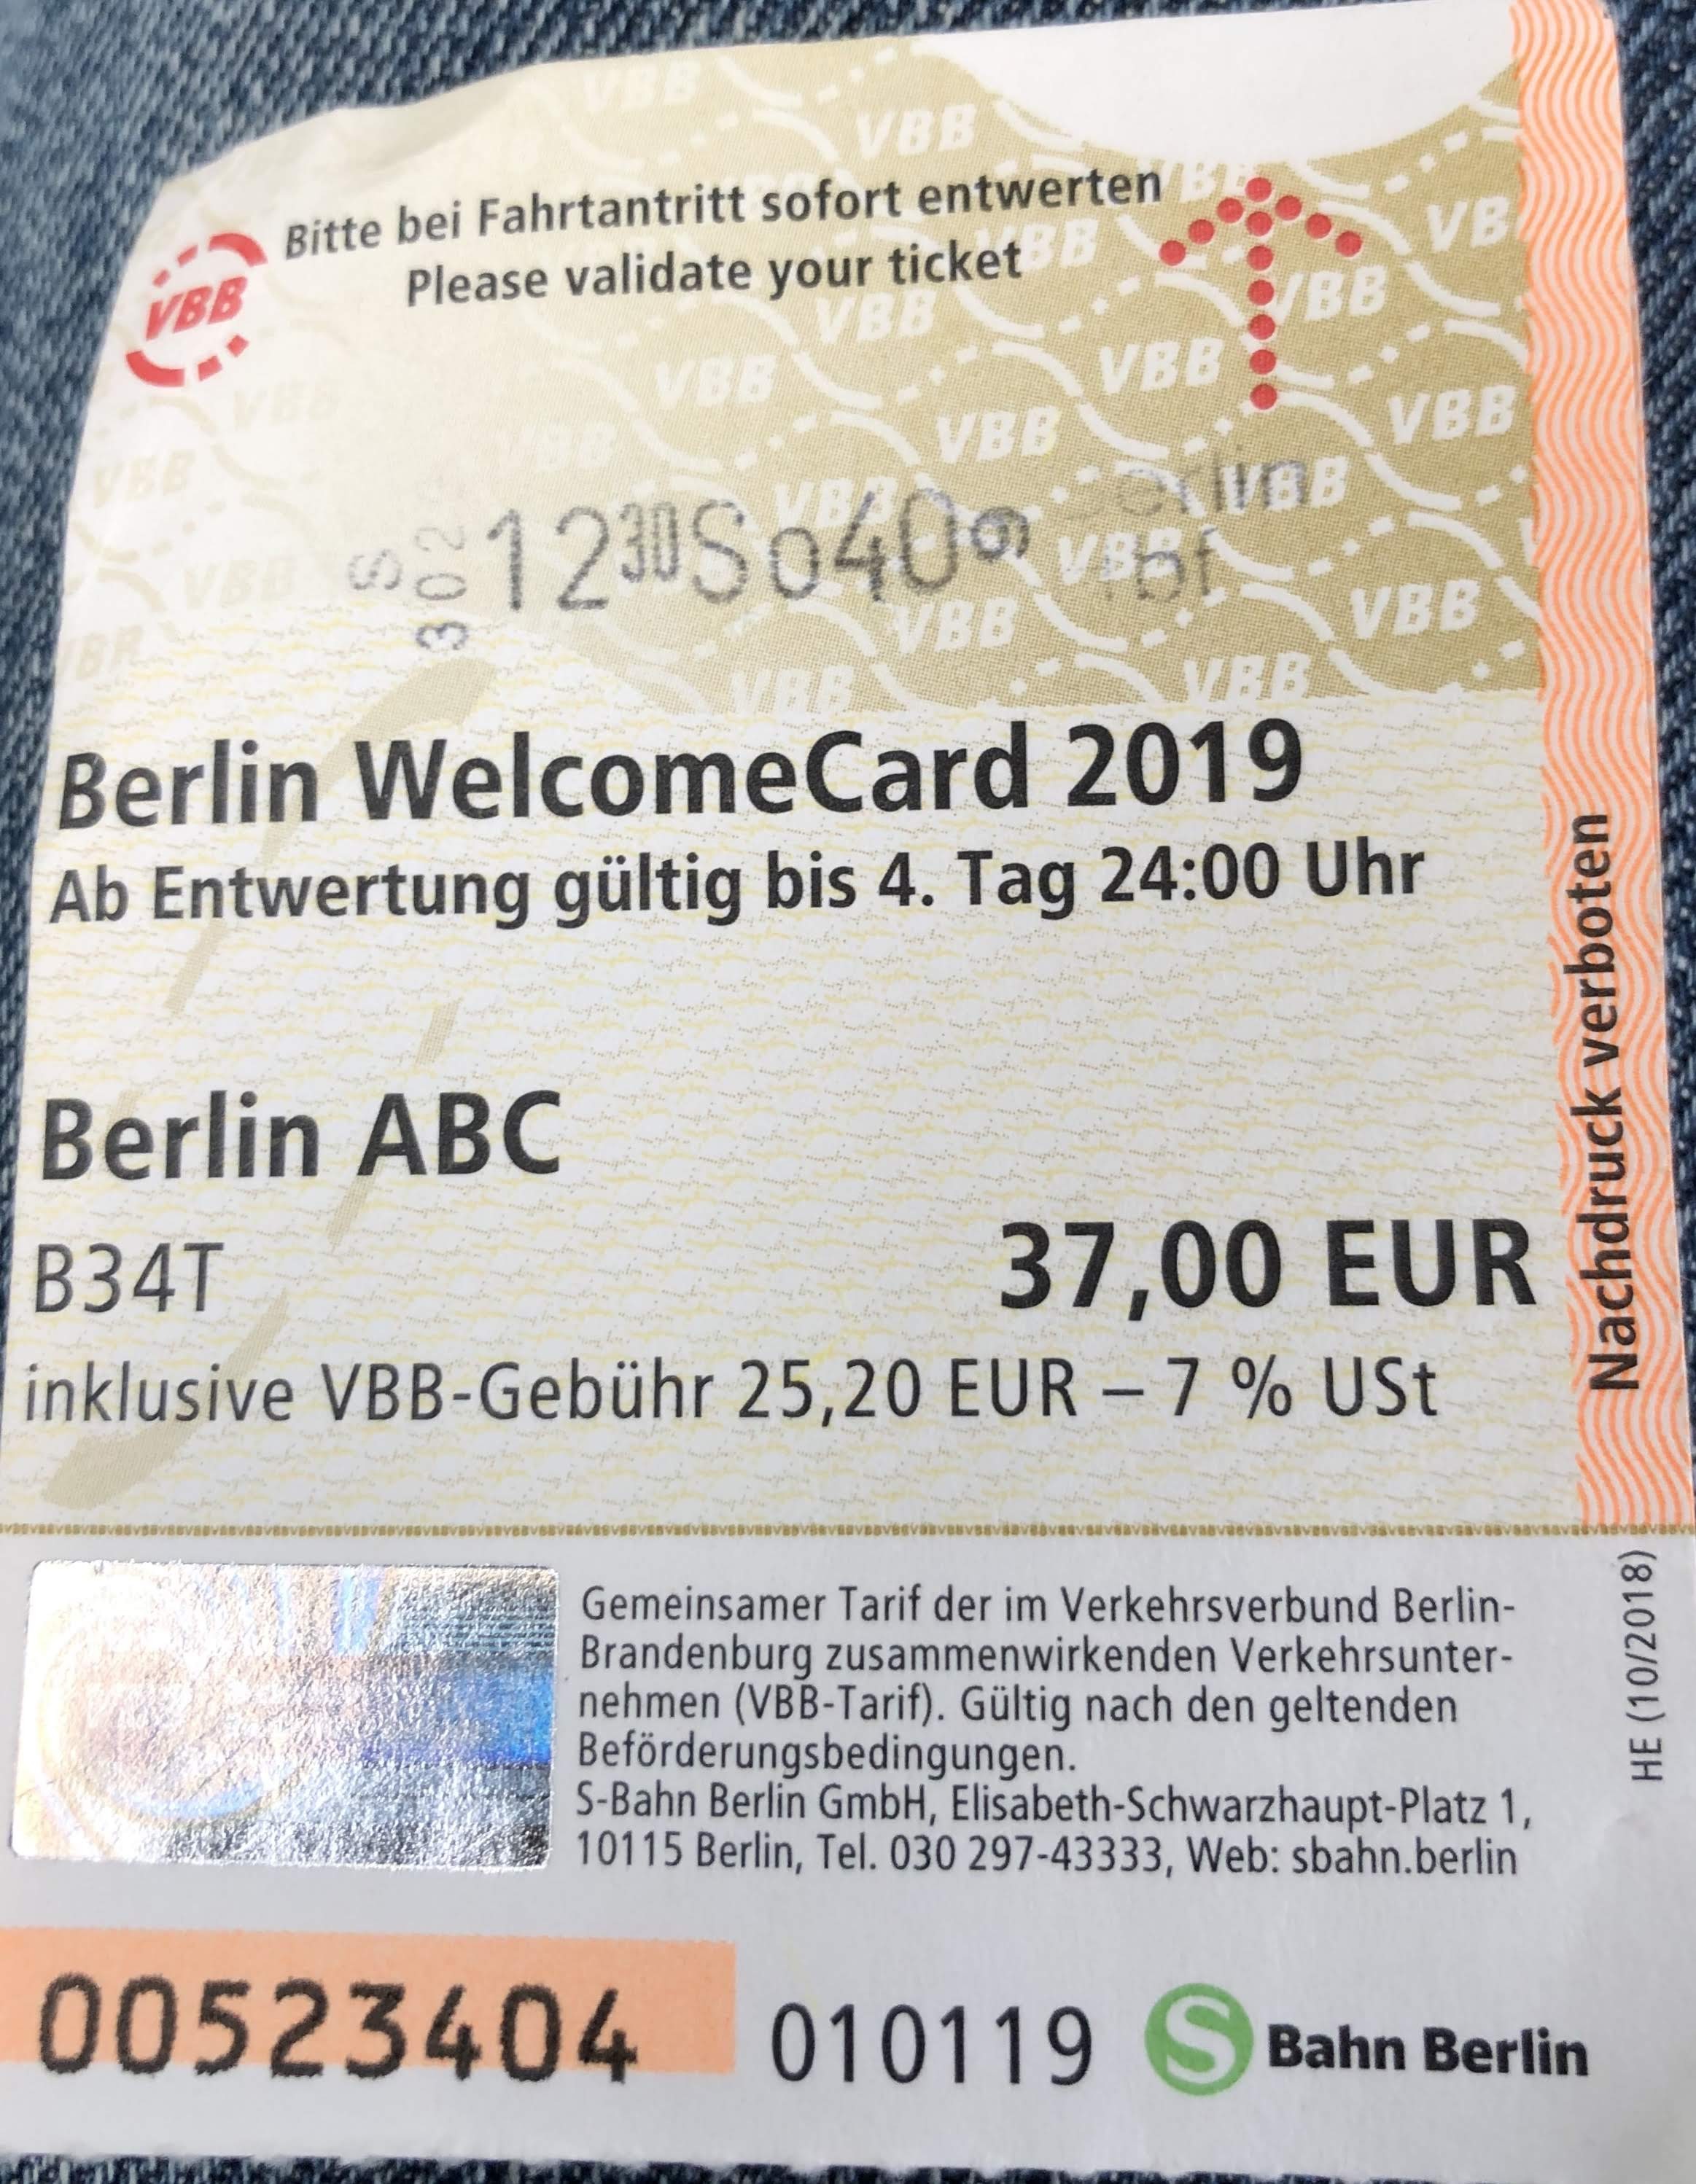 Bitte bei Fahrtantritt sofort entwerten
Please validate your ticket
VBB
S
302
12³⁰So40⁹
Berlin WelcomeCard 2019
Ab Entwertung gültig bis 4. Tag 24:00 Uhr
Berlin ABC
B34T
37,00 EUR
inklusive VBB-Gebühr 25,20 EUR – 7 % USt
Nachdruck verboten
Gemeinsamer Tarif der im Verkehrsverbund Berlin-
Brandenburg zusammenwirkenden Verkehrsunter-
nehmen (VBB-Tarif). Gültig nach den geltenden
Beförderungsbedingungen.
S-Bahn Berlin GmbH, Elisabeth-Schwarzhaupt-Platz 1,
10115 Berlin, Tel. 030 297-43333, Web: sbahn.berlin
HE (10/2018)
00523404
010119
S Bahn Berlin